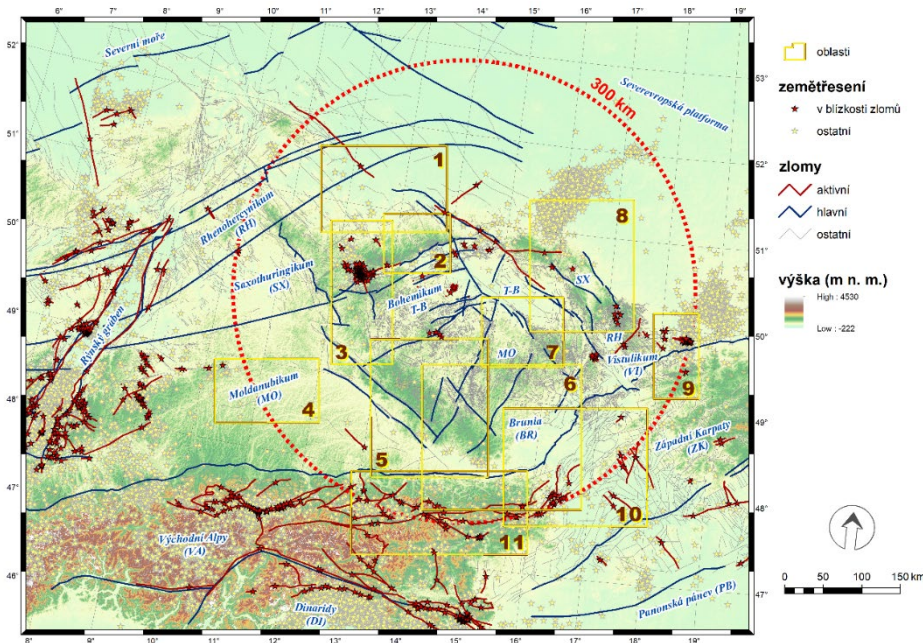 6° 7° 8° 9° 10° 11° 12° 13° 14° 15° 16° 17° 18° 19°
52°
51°
50°
49°
48°
47°
46°
53°
52°
51°
50°
49°
48°
47°
8° 9° 10° 11° 12° 13° 14° 15° 16° 17° 18°
Severní moře
300 km
Severoevropská platforma
Rhenohercynikum
(RH)
Saxothuringikum
(SX)
Bohemikum
T-B
T-B
SX
RH
MO
Vistulikum
(VI)
Rýnský gráben
Moldanubikum
(MO)
Brunia
(BR)
Západní Karpaty
(ZK)
Východní Alpy
(VA)
Dinaridy
(DI)
Panonská pánev (PB)
1
2
3
4
5
6
7
8
9
10
11
oblasti
zemětřesení
v blízkosti zlomů
ostatní
zlomy
aktivní
hlavní
ostatní
výška (m n. m.)
High : 4530
Low : -222
0 50 100 150 km